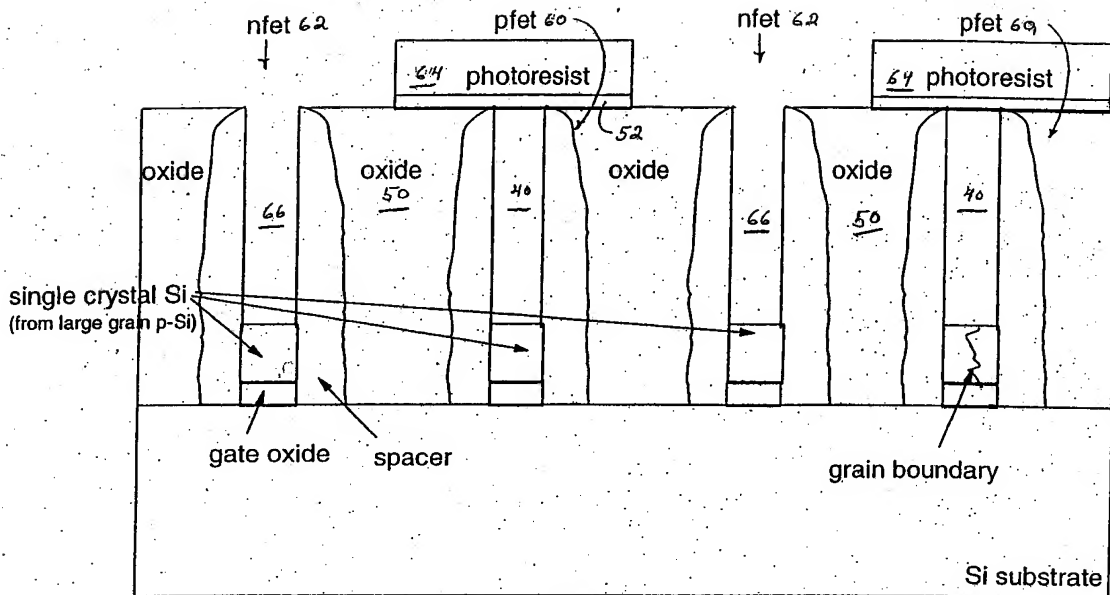 nfet 62
pfet 60
nfet 62
pfet 60
64 photoresist
64 photoresist
52
oxide
oxide
oxide
oxide
50
40
50
40
66
66
single crystal Si
(from large grain p-Si)
gate oxide
spacer
grain boundary
Si substrate